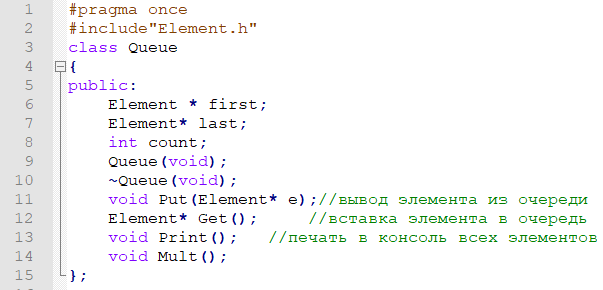 1 #pragma once
2 #include"Element.h"
3 class Queue
4 {
5 public:
6 Element * first;
7 Element* last;
8 int count;
9 Queue(void);
10 ~Queue(void);
11 void Put(Element* e);//вывод элемента из очереди
12 Element* Get(); //вставка элемента в очередь
13 void Print(); //печать в консоль всех элементов
14 void Mult();
15 };